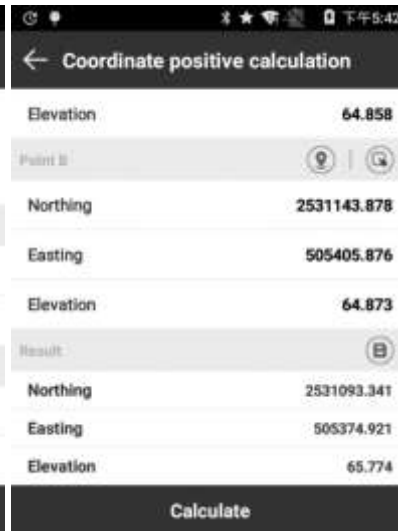 下午5:42
Coordinate positive calculation
Elevation 64.858
Point B
Northing 2531143.878
Easting 505405.876
Elevation 64.873
Result
Northing 2531093.341
Easting 505374.921
Elevation 65.774
Calculate